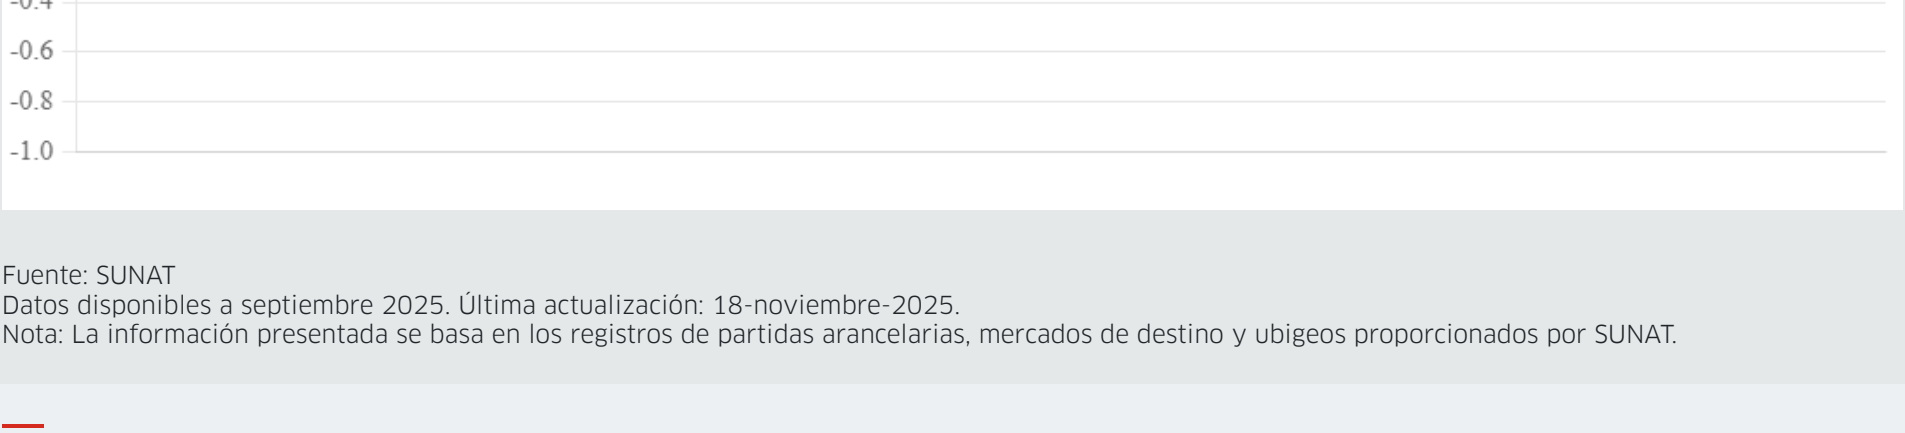 -0.4
-0.6
-0.8
-1.0
Fuente: SUNAT
Datos disponibles a septiembre 2025. Última actualización: 18-noviembre-2025.
Nota: La información presentada se basa en los registros de partidas arancelarias, mercados de destino y ubigeos proporcionados por SUNAT.